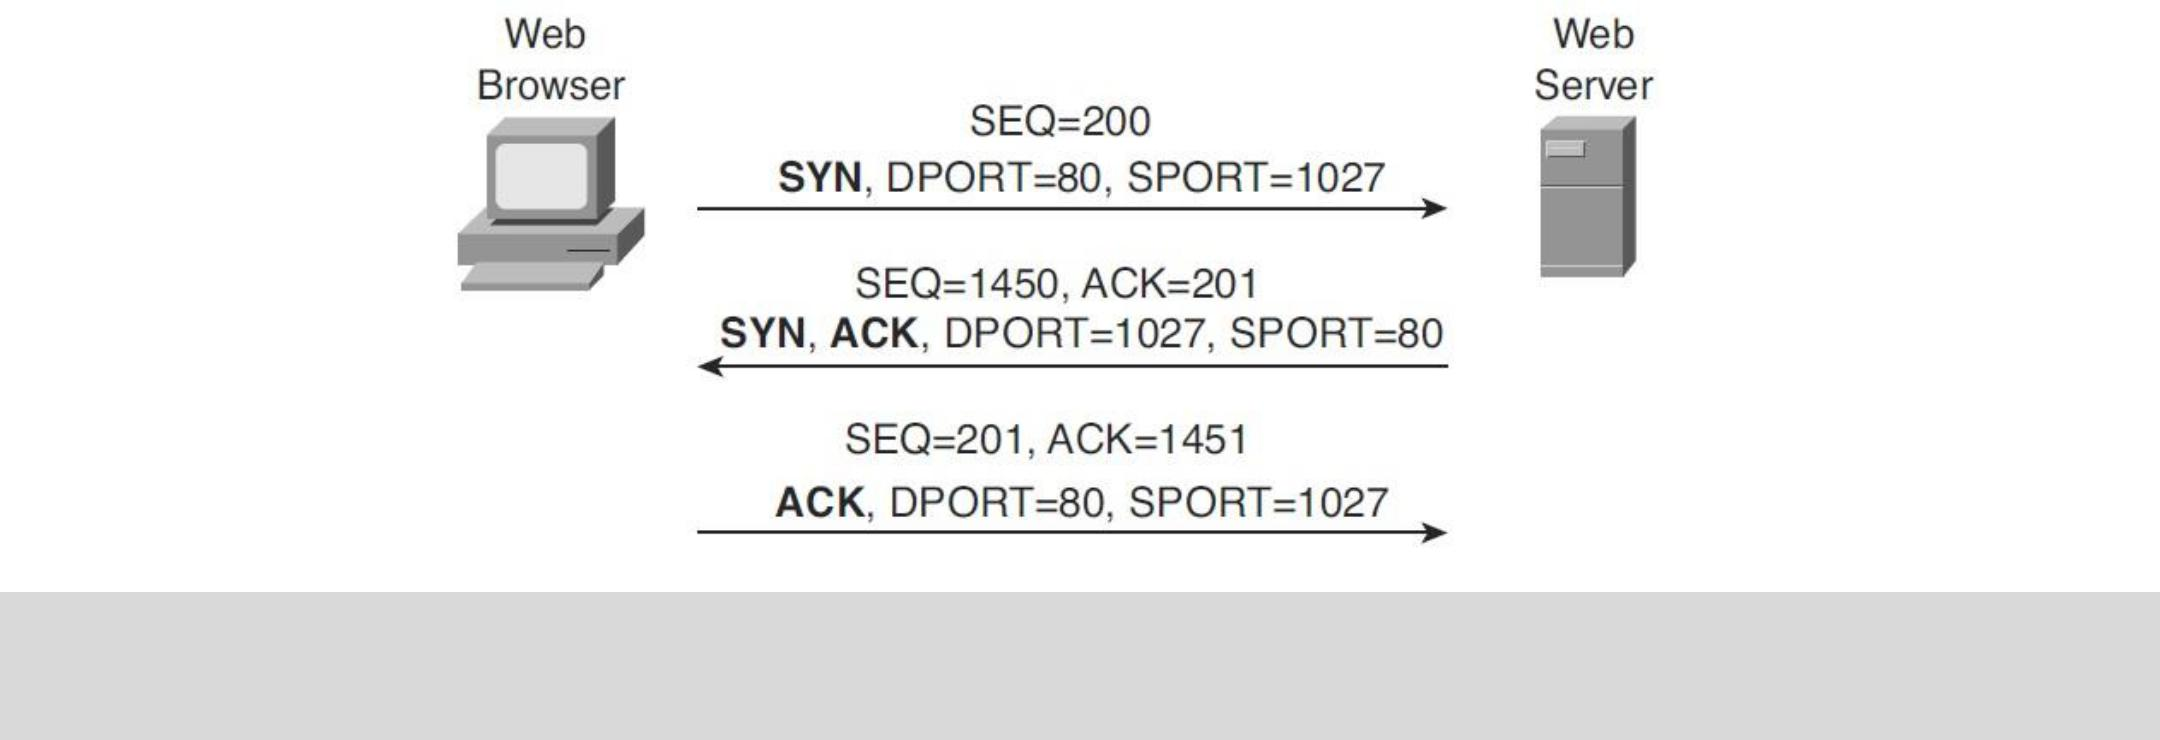 Web
Browser
Web
Server
SEQ=200
SYN, DPORT=80, SPORT=1027
SEQ=1450, ACK=201
SYN, ACK, DPORT=1027, SPORT=80
SEQ=201, ACK=1451
ACK, DPORT=80, SPORT=1027